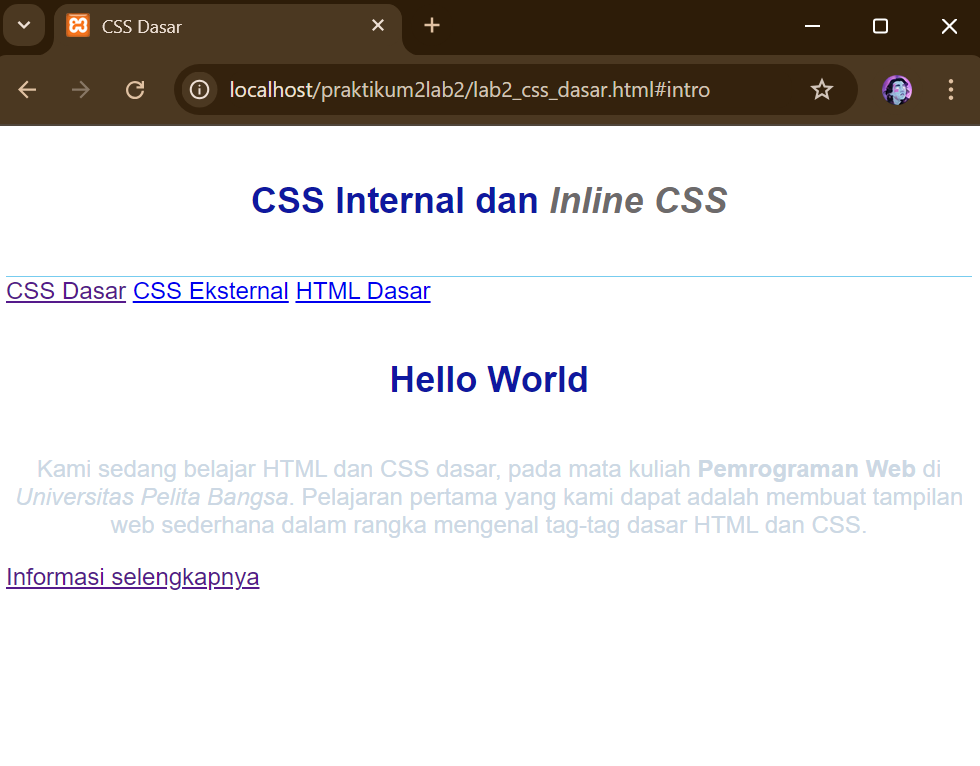 CSS Dasar
localhost/praktikum2lab2/lab2_css_dasar.html#intro
CSS Internal dan Inline CSS
CSS Dasar CSS Eksternal HTML Dasar
Hello World
Kami sedang belajar HTML dan CSS dasar, pada mata kuliah Pemrograman Web di
Universitas Pelita Bangsa. Pelajaran pertama yang kami dapat adalah membuat tampilan
web sederhana dalam rangka mengenal tag-tag dasar HTML dan CSS.
Informasi selengkapnya